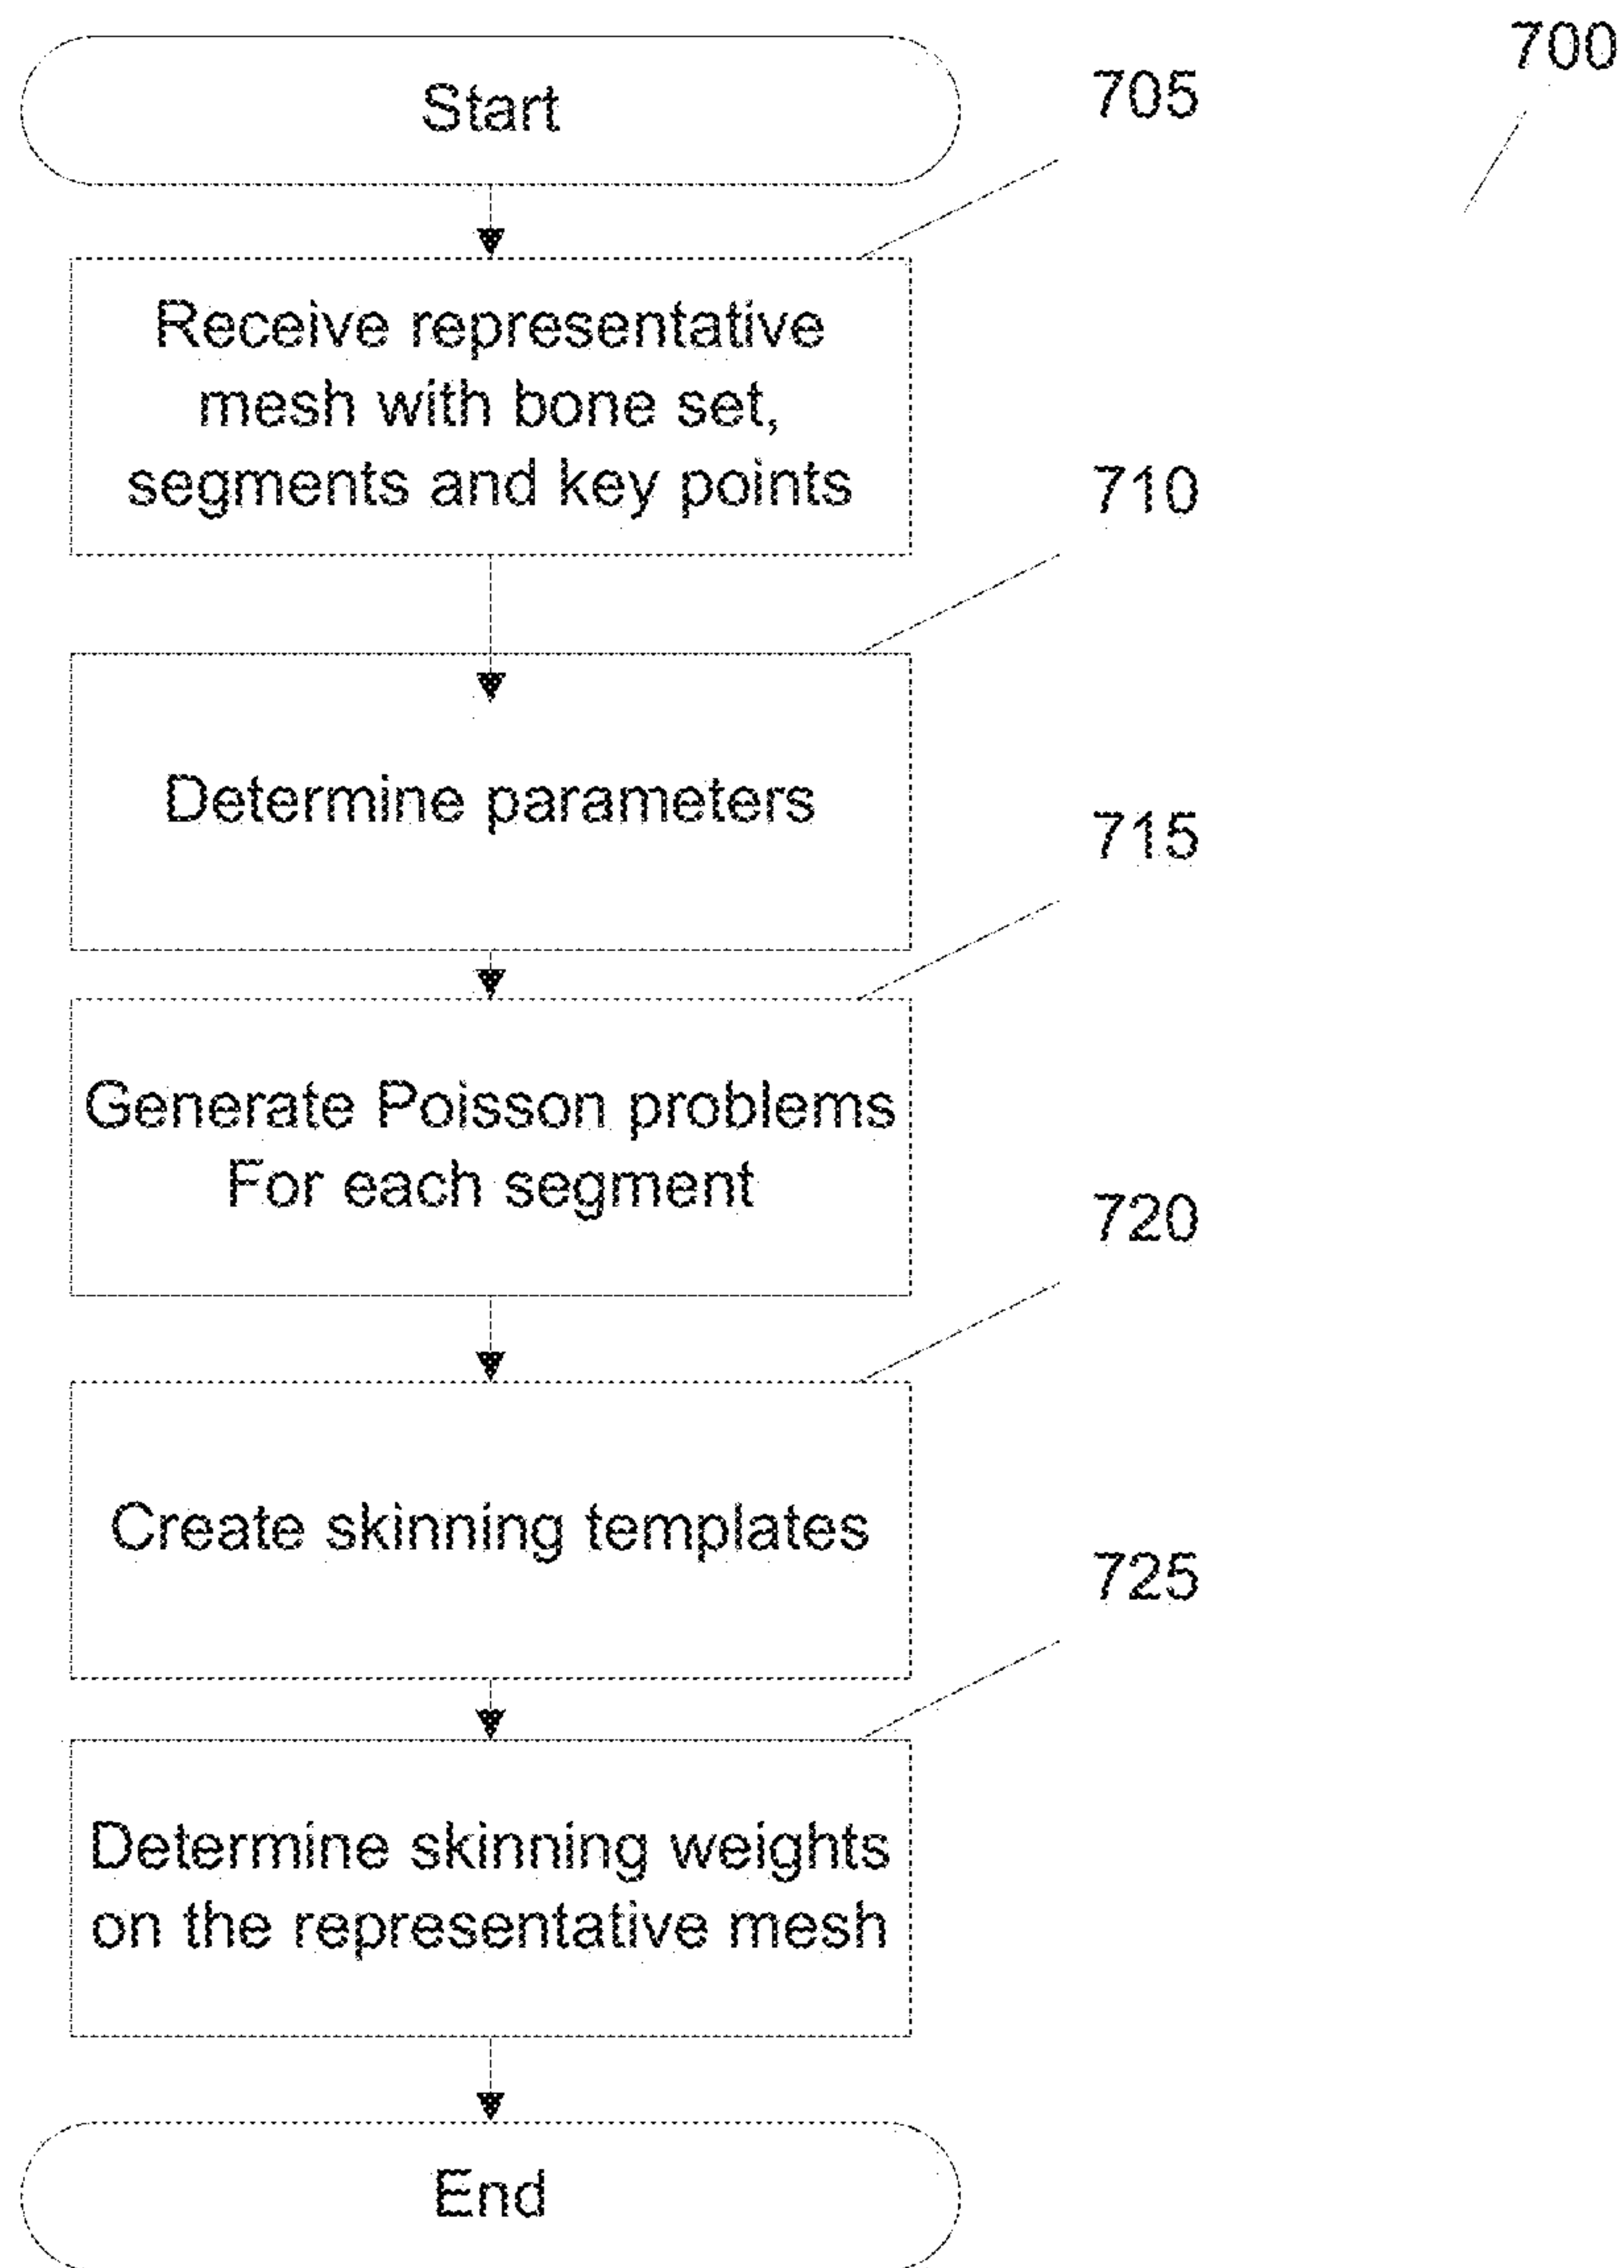 700
Start
705
Receive representative
mesh with bone set,
segments and key points
710
Determine parameters
715
Generate Poisson problems
For each segment
720
Create skinning templates
725
Determine skinning weights
on the representative mesh
End